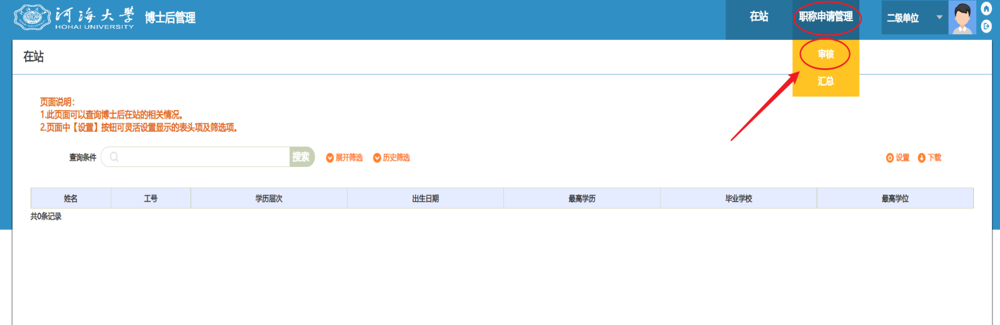 河海大學
HOHAI UNIVERSITY
博士后管理
在站
职称申请管理
二级单位
审核
汇总
在站
页面说明：
1.此页面可以查询博士后在站的相关情况。
2.页面中【设置】按钮可灵活设置显示的表头项及筛选项。
查询条件 搜索 展开筛选 历史筛选 设置 下载
姓名 工号 学历层次 出生日期 最高学历 毕业学校 最高学位
共0条记录